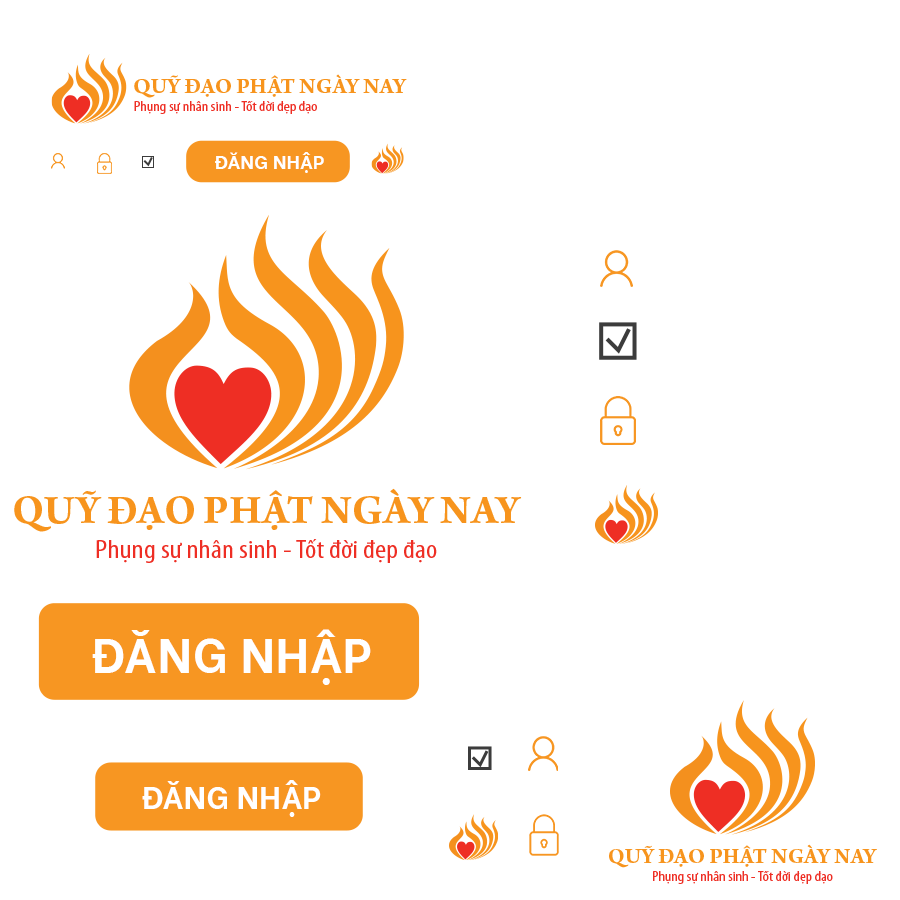 QUỸ ĐẠO PHẬT NGÀY NAY
Phụng sự nhân sinh - Tốt dời đẹp đạo
ĐĂNG NHẬP
QUỸ ĐẠO PHẬT NGÀY NAY
Phụng sự nhân sinh - Tốt đời đẹp đạo
ĐĂNG NHẬP
ĐĂNG NHẬP
QUỸ ĐẠO PHẬT NGÀY NAY
Phụng sự nhân sinh - Tốt dời đẹp đạo